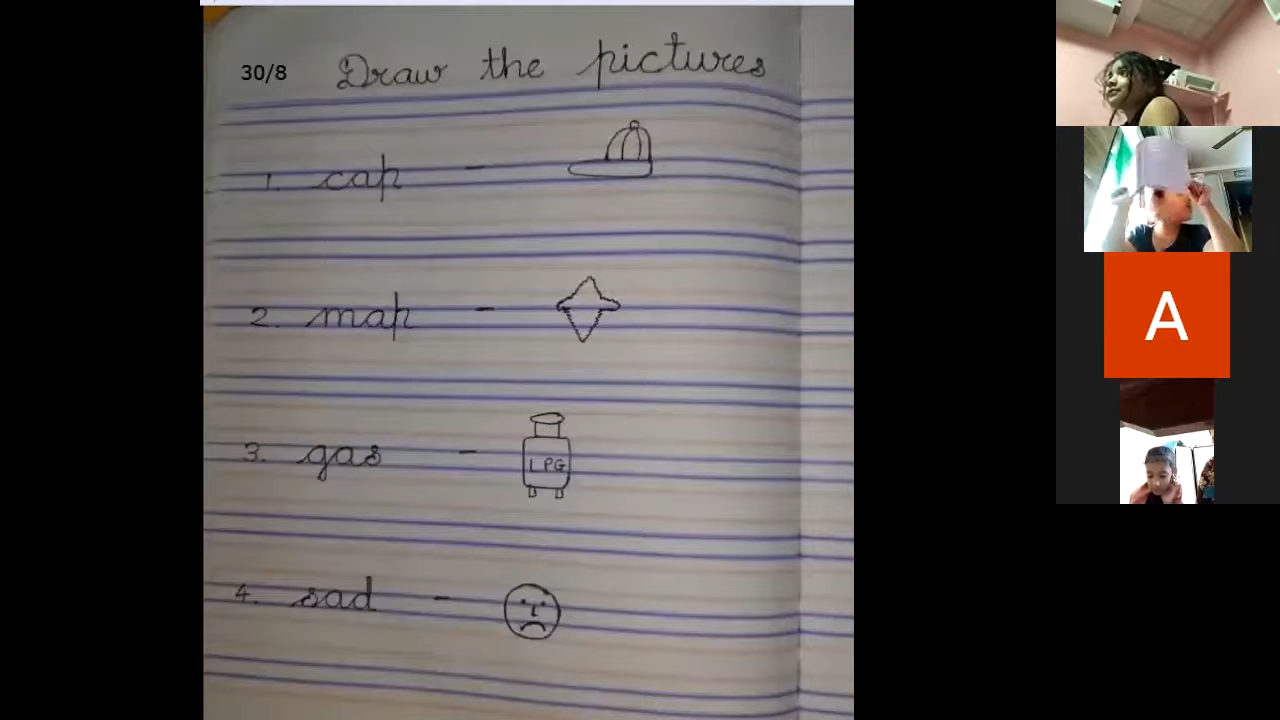 30/8 Draw the pictures
1. cap -
2. map -
3. gas - LPG
4. sad -
A